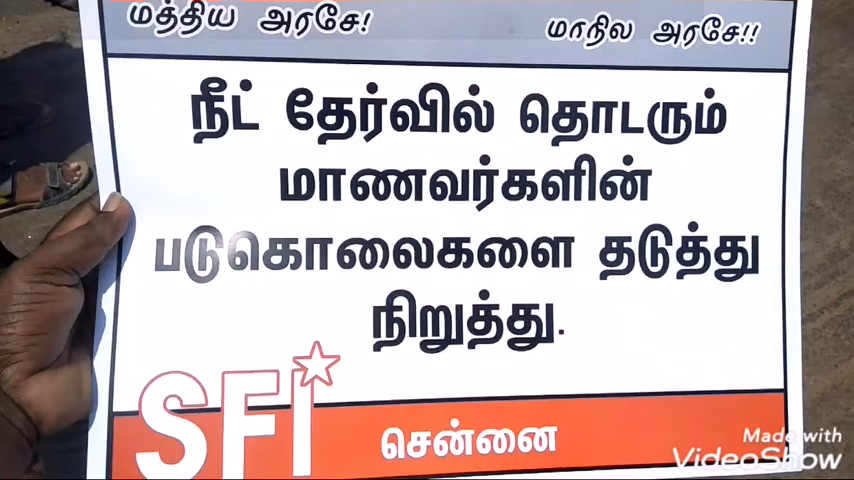 மத்திய அரசே! மாநில அரசே!!
நீட் தேர்வில் தொடரும்
மாணவர்களின்
படுகொலைகளை தடுத்து
நிறுத்து.
SFI
சென்னை
Made with
VideoShow